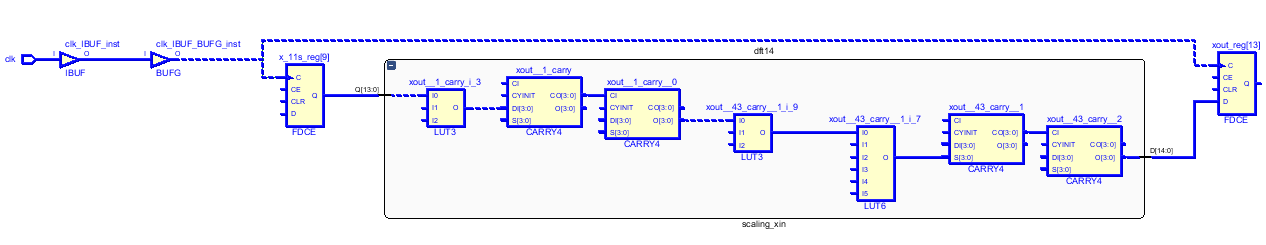 dft14
clk_IBUF_inst
clk_IBUF_BUFG_inst
x_11s_reg[9]
xout_reg[13]
clk
I
O
IBUF
I
O
BUFG
C
CE
CLR
D
Q
FDCE
Q[13:0]
xout__1_carry_i_3
I0
I1
I2
O
LUT3
xout__1_carry
CI
CYINIT
DI[3:0]
S[3:0]
CO[3:0]
O[3:0]
CARRY4
xout__1_carry__0
CI
CYINIT
DI[3:0]
S[3:0]
CO[3:0]
O[3:0]
CARRY4
xout__43_carry__1_i_9
I0
I1
I2
O
LUT3
xout__43_carry__1_i_7
I0
I1
I2
I3
I4
I5
O
LUT6
xout__43_carry__1
CI
CYINIT
DI[3:0]
S[3:0]
CO[3:0]
O[3:0]
CARRY4
xout__43_carry__2
CI
CYINIT
DI[3:0]
S[3:0]
CO[3:0]
O[3:0]
CARRY4
D[14:0]
C
CE
CLR
D
Q
FDCE
scaling_xin